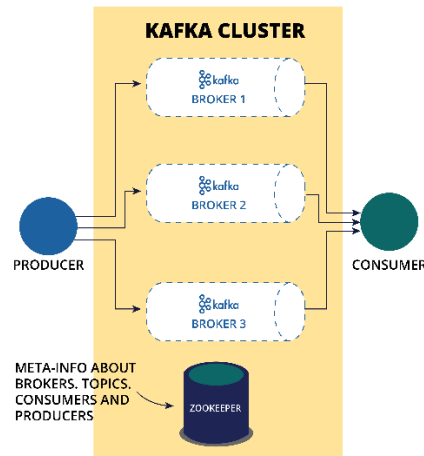 KAFKA CLUSTER
kafka
BROKER 1
kafka
BROKER 2
PRODUCER
CONSUMER
kafka
BROKER 3
META-INFO ABOUT
BROKERS. TOPICS.
CONSUMERS AND
PRODUCERS
ZOOKEEPER